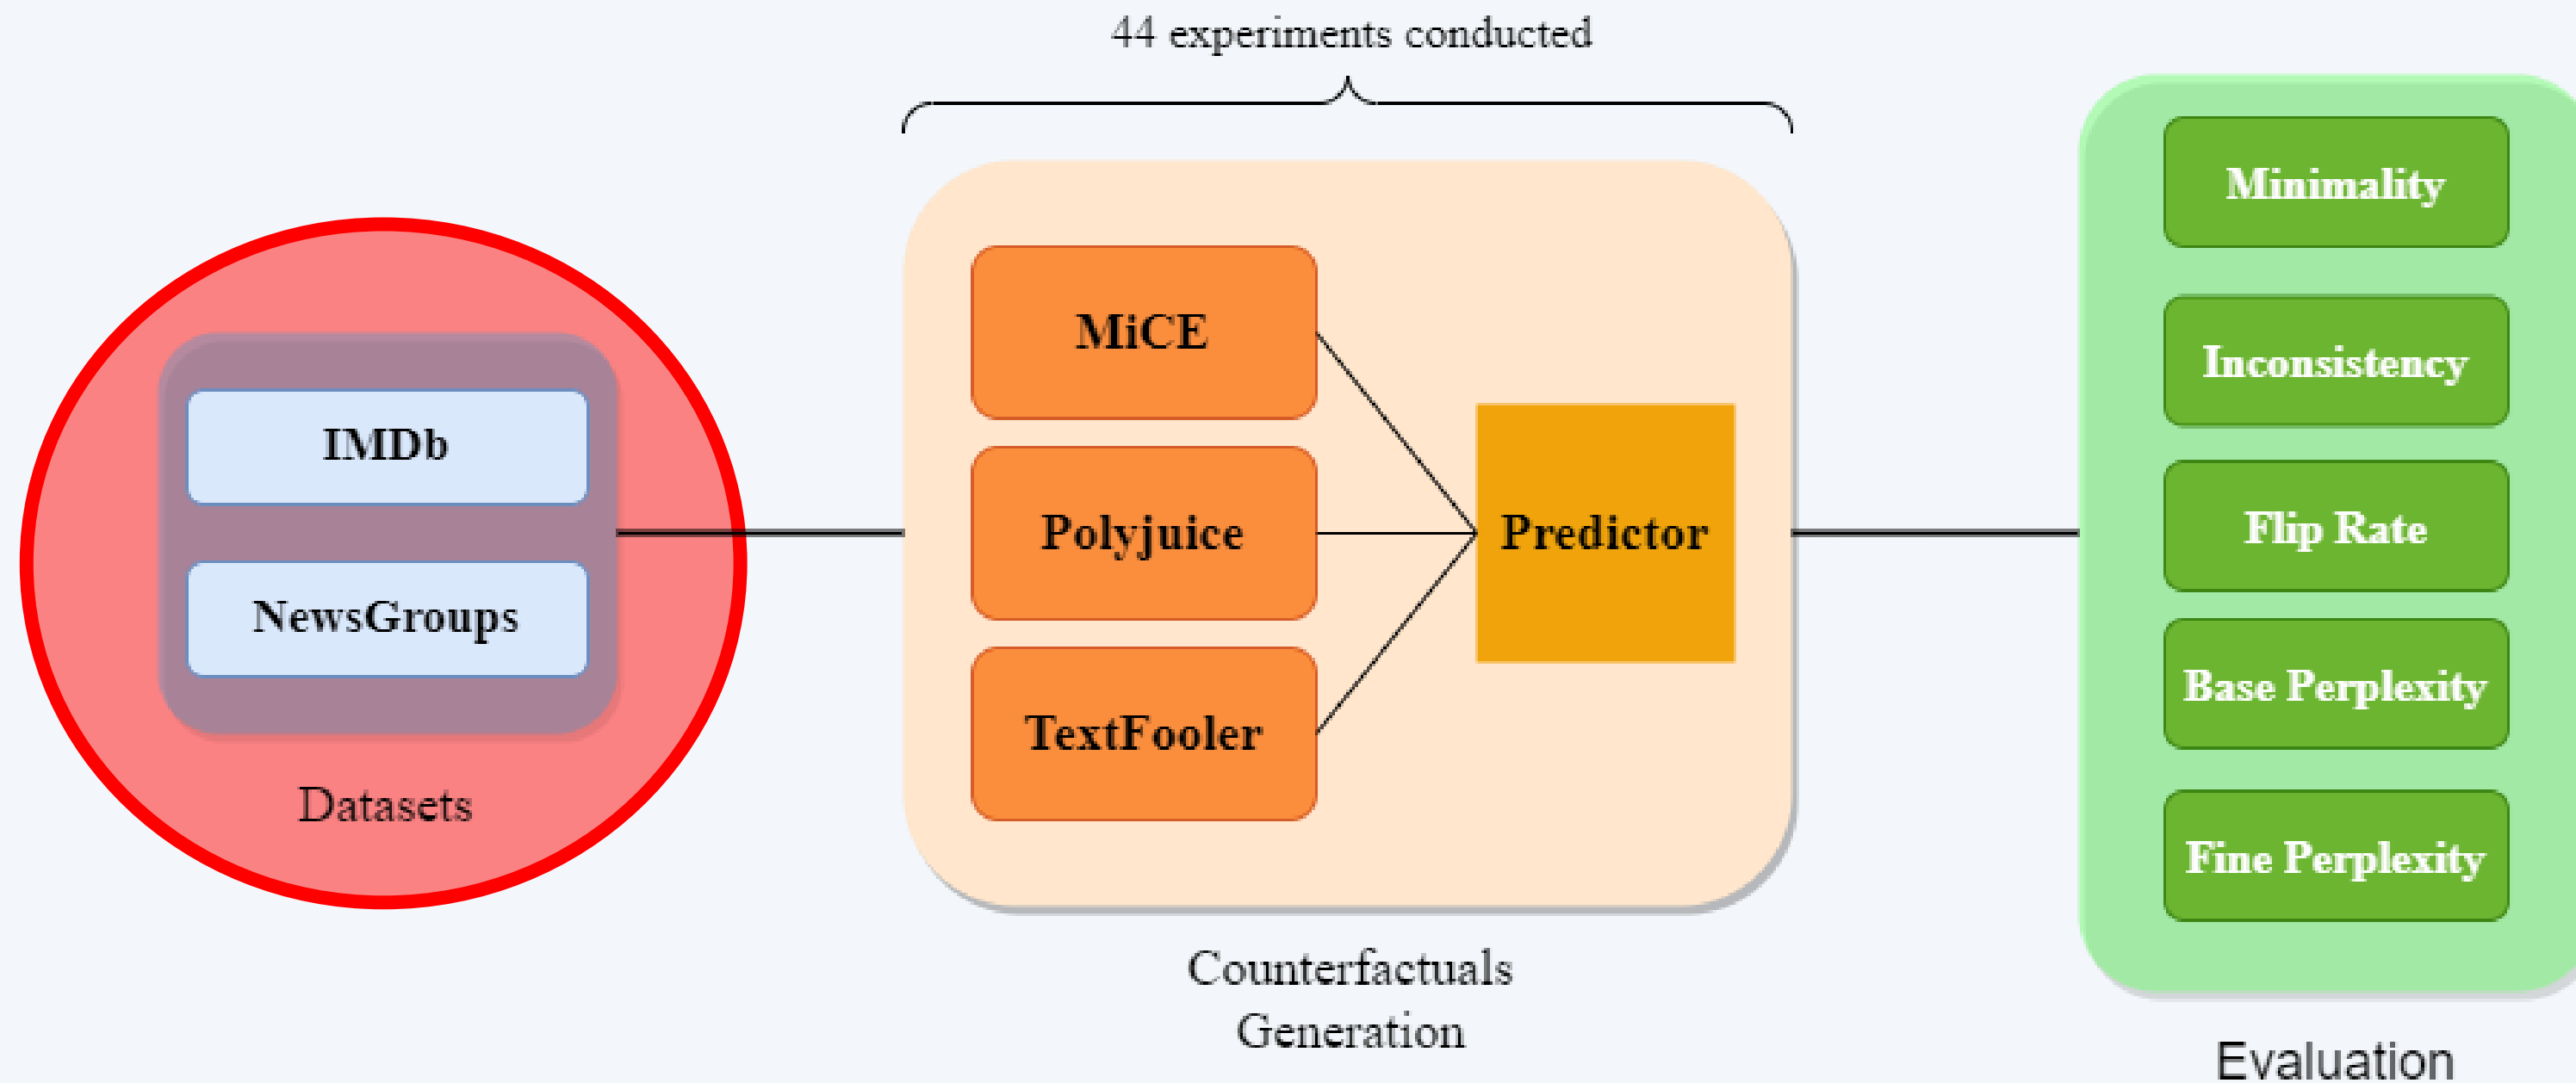 44 experiments conducted
IMDb
NewsGroups
Datasets
MiCE
Polyjuice
TextFooler
Predictor
Counterfactuals
Generation
Minimality
Inconsistency
Flip Rate
Base Perplexity
Fine Perplexity
Evaluation